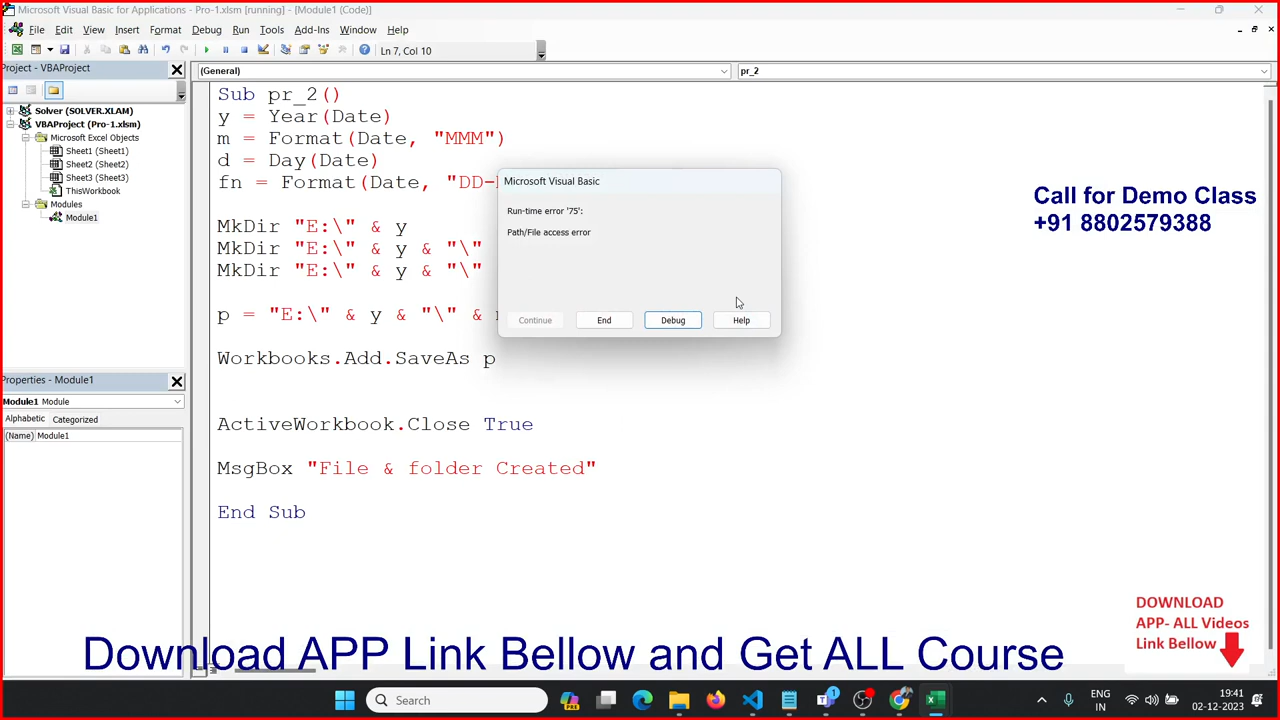 Microsoft Visual Basic for Applications - Pro-1.xlsm [running] - [Module1 (Code)]
File Edit View Insert Format Debug Run Tools Add-Ins Window Help
Ln 7, Col 10
Project - VBAProject
(General)
pr_2
Solver (SOLVER.XLAM)
VBAProject (Pro-1.xlsm)
Microsoft Excel Objects
Sheet1 (Sheet1)
Sheet2 (Sheet2)
Sheet3 (Sheet3)
ThisWorkbook
Modules
Module1
Properties - Module1
Module1 Module
Alphabetic Categorized
(Name) Module1
Sub pr_2()
y = Year(Date)
m = Format(Date, "MMM")
d = Day(Date)
fn = Format(Date, "DD-
MkDir "E:\" & y
MkDir "E:\" & y & "\"
MkDir "E:\" & y & "\"
p = "E:\" & y & "\" &
Workbooks.Add.SaveAs p
ActiveWorkbook.Close True
MsgBox "File & folder Created"
End Sub
Microsoft Visual Basic
Run-time error '75':
Path/File access error
Continue End Debug Help
Call for Demo Class
+91 8802579388
DOWNLOAD
APP- ALL Videos
Link Bellow
Download APP Link Bellow and Get ALL Course
Search
PRE
1
ENG
IN
19:41
02-12-2023